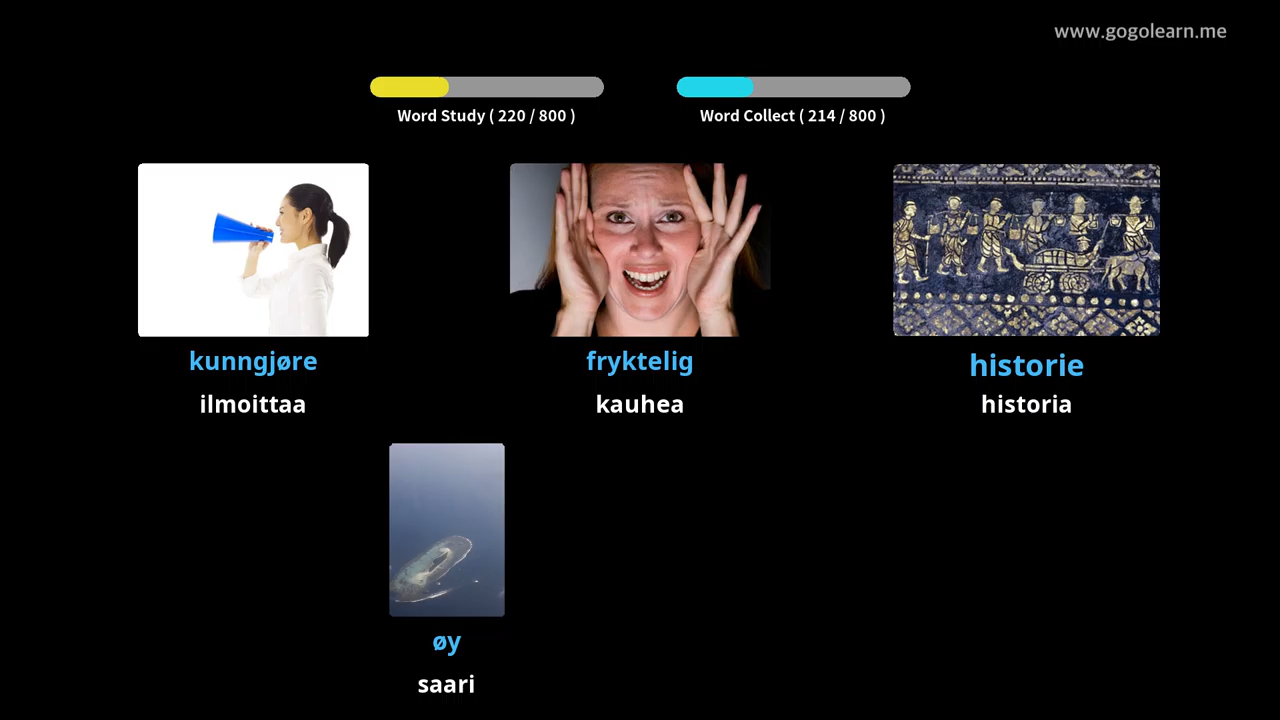 www.gogolearn.me
Word Study ( 220 / 800 )
Word Collect ( 214 / 800 )
kunngjøre
ilmoittaa
fryktelig
kauhea
historie
historia
øy
saari